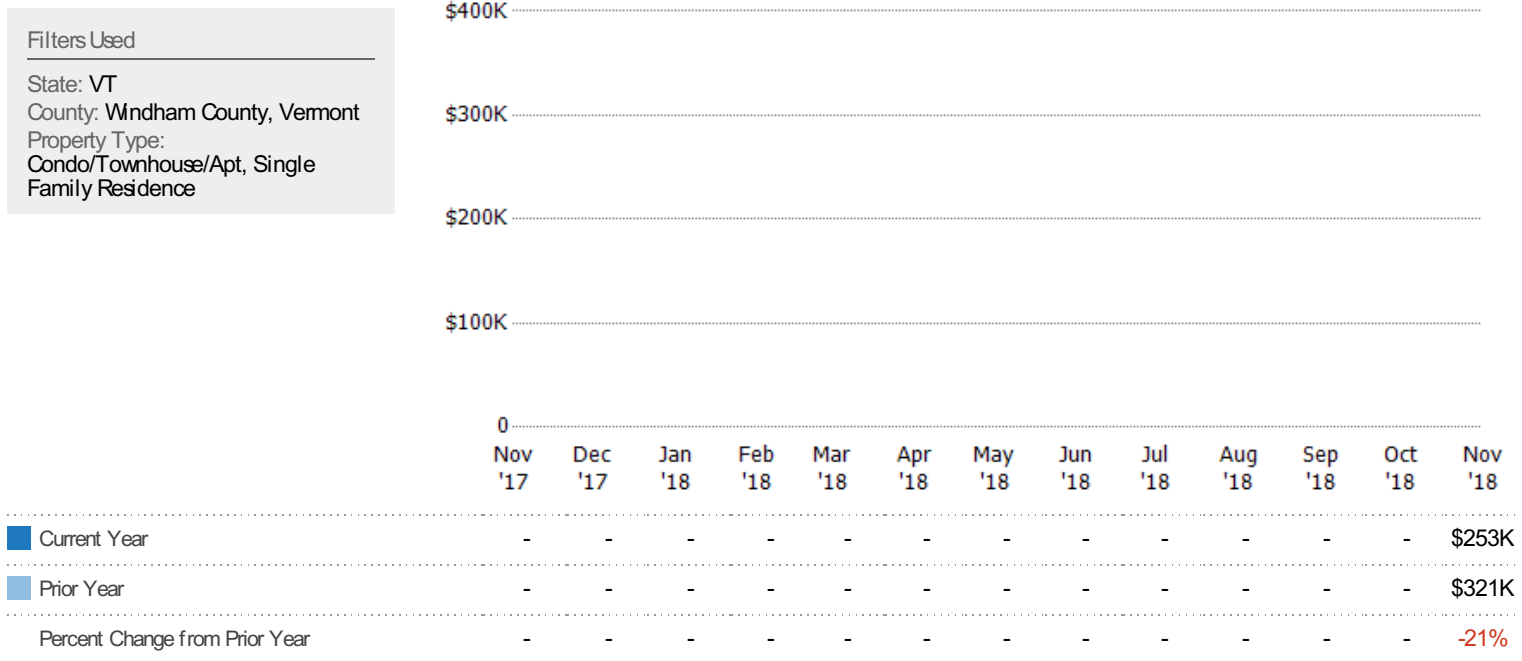 Filters Used
State: VT
County: Windham County, Vermont
Property Type:
Condo/Townhouse/Apt, Single
Family Residence
$400K
$300K
$200K
$100K
0
Nov Dec Jan Feb Mar Apr May Jun Jul Aug Sep Oct Nov
'17 '17 '18 '18 '18 '18 '18 '18 '18 '18 '18 '18 '18
Current Year - - - - - - - - - - - - $253K
Prior Year - - - - - - - - - - - - $321K
Percent Change from Prior Year - - - - - - - - - - - - -21%